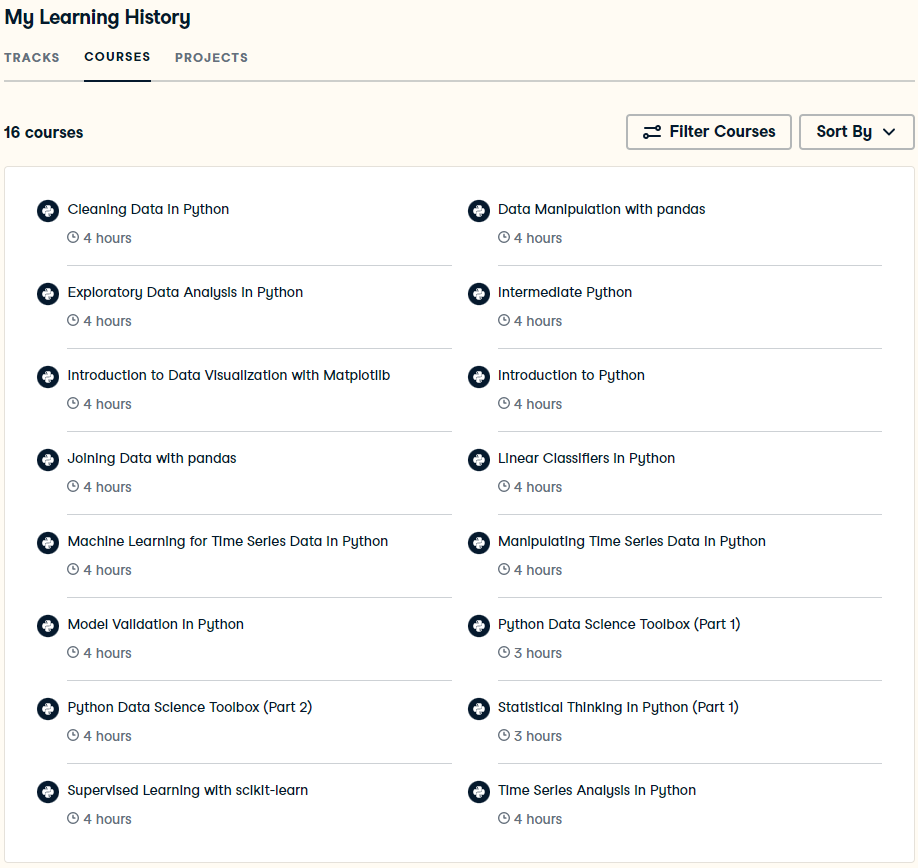 My Learning History
TRACKS COURSES PROJECTS
16 courses
Filter Courses Sort By
Cleaning Data in Python
4 hours
Data Manipulation with pandas
4 hours
Exploratory Data Analysis in Python
4 hours
Intermediate Python
4 hours
Introduction to Data Visualization with Matplotlib
4 hours
Introduction to Python
4 hours
Joining Data with pandas
4 hours
Linear Classifiers in Python
4 hours
Machine Learning for Time Series Data in Python
4 hours
Manipulating Time Series Data in Python
4 hours
Model Validation in Python
4 hours
Python Data Science Toolbox (Part 1)
3 hours
Python Data Science Toolbox (Part 2)
4 hours
Statistical Thinking in Python (Part 1)
3 hours
Supervised Learning with scikit-learn
4 hours
Time Series Analysis in Python
4 hours